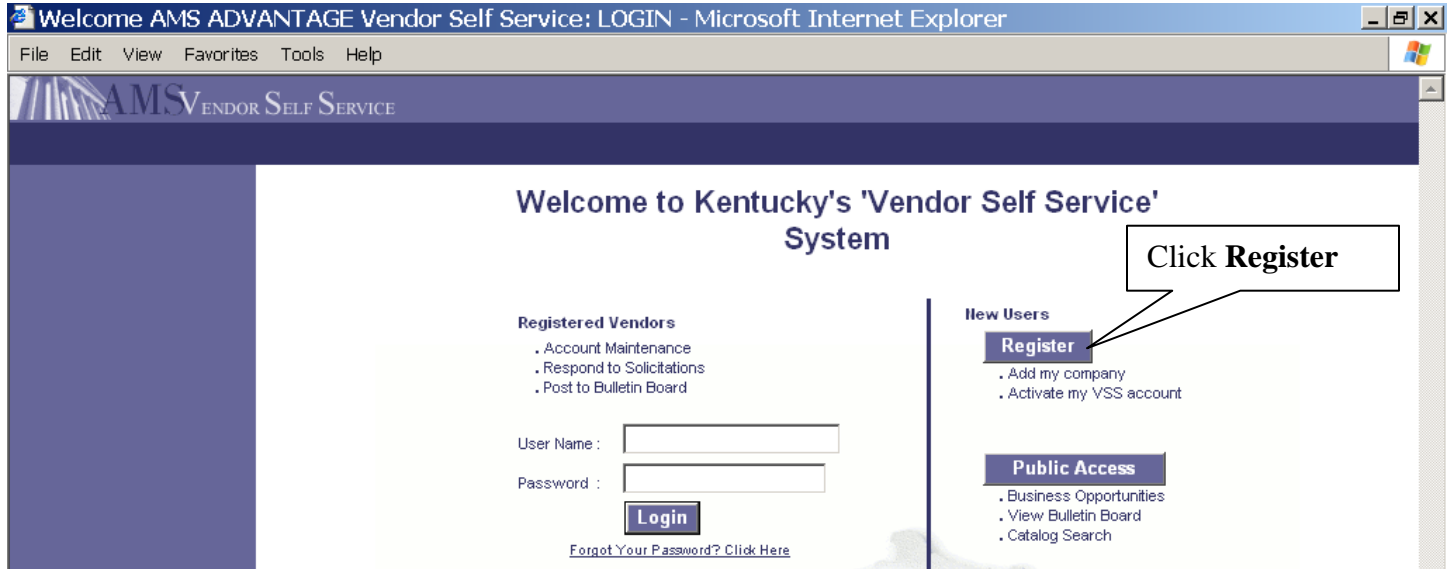 Welcome AMS ADVANTAGE Vendor Self Service: LOGIN - Microsoft Internet Explorer
File Edit View Favorites Tools Help
AMS VENDOR SELF SERVICE
Welcome to Kentucky's 'Vendor Self Service'
System
Click Register
Registered Vendors
. Account Maintenance
. Respond to Solicitations
. Post to Bulletin Board
User Name :
Password :
Login
Forgot Your Password? Click Here
New Users
Register
. Add my company
. Activate my VSS account
Public Access
. Business Opportunities
. View Bulletin Board
. Catalog Search